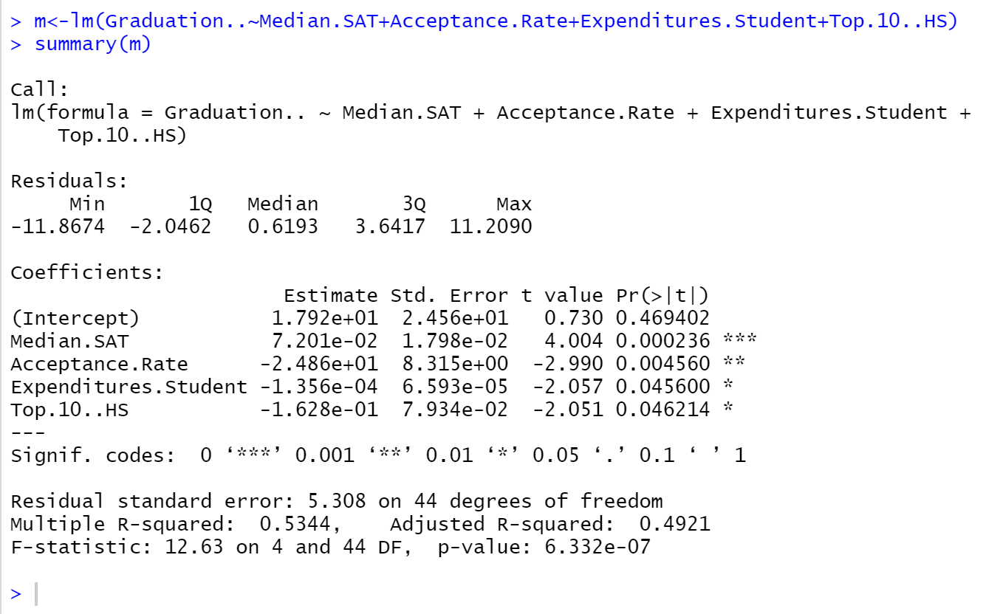 > m<-lm(Graduation..~Median.SAT+Acceptance.Rate+Expenditures.Student+Top.10..HS)
> summary(m)
Call:
lm(formula = Graduation.. ~ Median.SAT + Acceptance.Rate + Expenditures.Student +
    Top.10..HS)
Residuals:
     Min       1Q   Median       3Q      Max
-11.8674  -2.0462   0.6193   3.6417  11.2090
Coefficients:
                       Estimate Std. Error t value Pr(>|t|)
(Intercept)           1.792e+01  2.456e+01   0.730 0.469402
Median.SAT            7.201e-02  1.798e-02   4.004 0.000236 ***
Acceptance.Rate      -2.486e+01  8.315e+00  -2.990 0.004560 **
Expenditures.Student -1.356e-04  6.593e-05  -2.057 0.045600 *
Top.10..HS           -1.628e-01  7.934e-02  -2.051 0.046214 *
---
Signif. codes:  0 ‘***’ 0.001 ‘**’ 0.01 ‘*’ 0.05 ‘.’ 0.1 ‘ ’ 1
Residual standard error: 5.308 on 44 degrees of freedom
Multiple R-squared:  0.5344,    Adjusted R-squared:  0.4921
F-statistic: 12.63 on 4 and 44 DF,  p-value: 6.332e-07
>